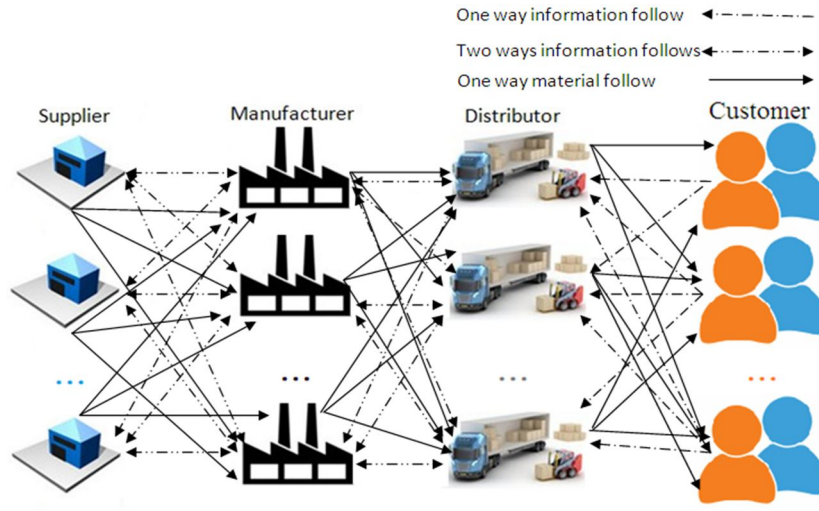 One way information follow
Two ways information follows
One way material follow
Supplier
Manufacturer
Distributor
Customer
...
...
...
...